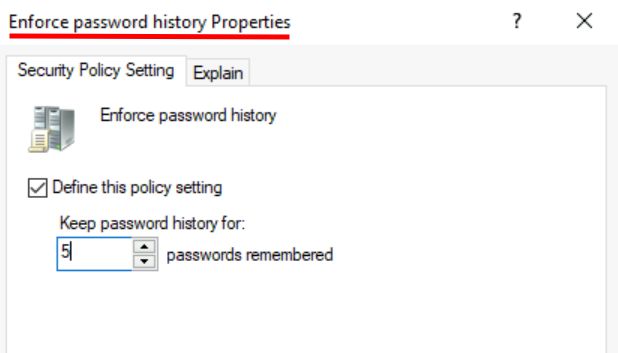 Enforce password history Properties
? ×
Security Policy Setting Explain
Enforce password history
Define this policy setting
Keep password history for:
5 passwords remembered